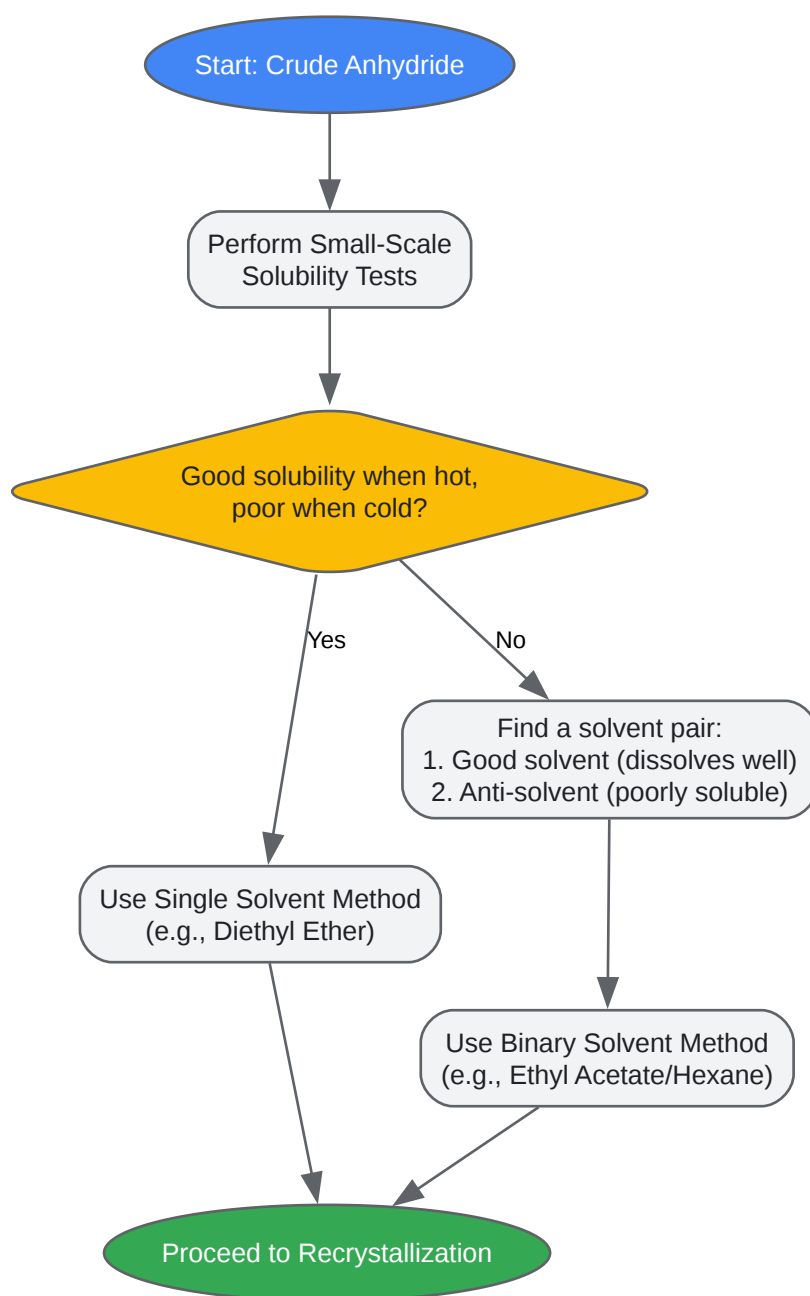 Start: Crude Anhydride
Perform Small-Scale
Solubility Tests
Good solubility when hot,
poor when cold?
Yes
No
Find a solvent pair:
1. Good solvent (dissolves well)
2. Anti-solvent (poorly soluble)
Use Single Solvent Method
(e.g., Diethyl Ether)
Use Binary Solvent Method
(e.g., Ethyl Acetate/Hexane)
Proceed to Recrystallization